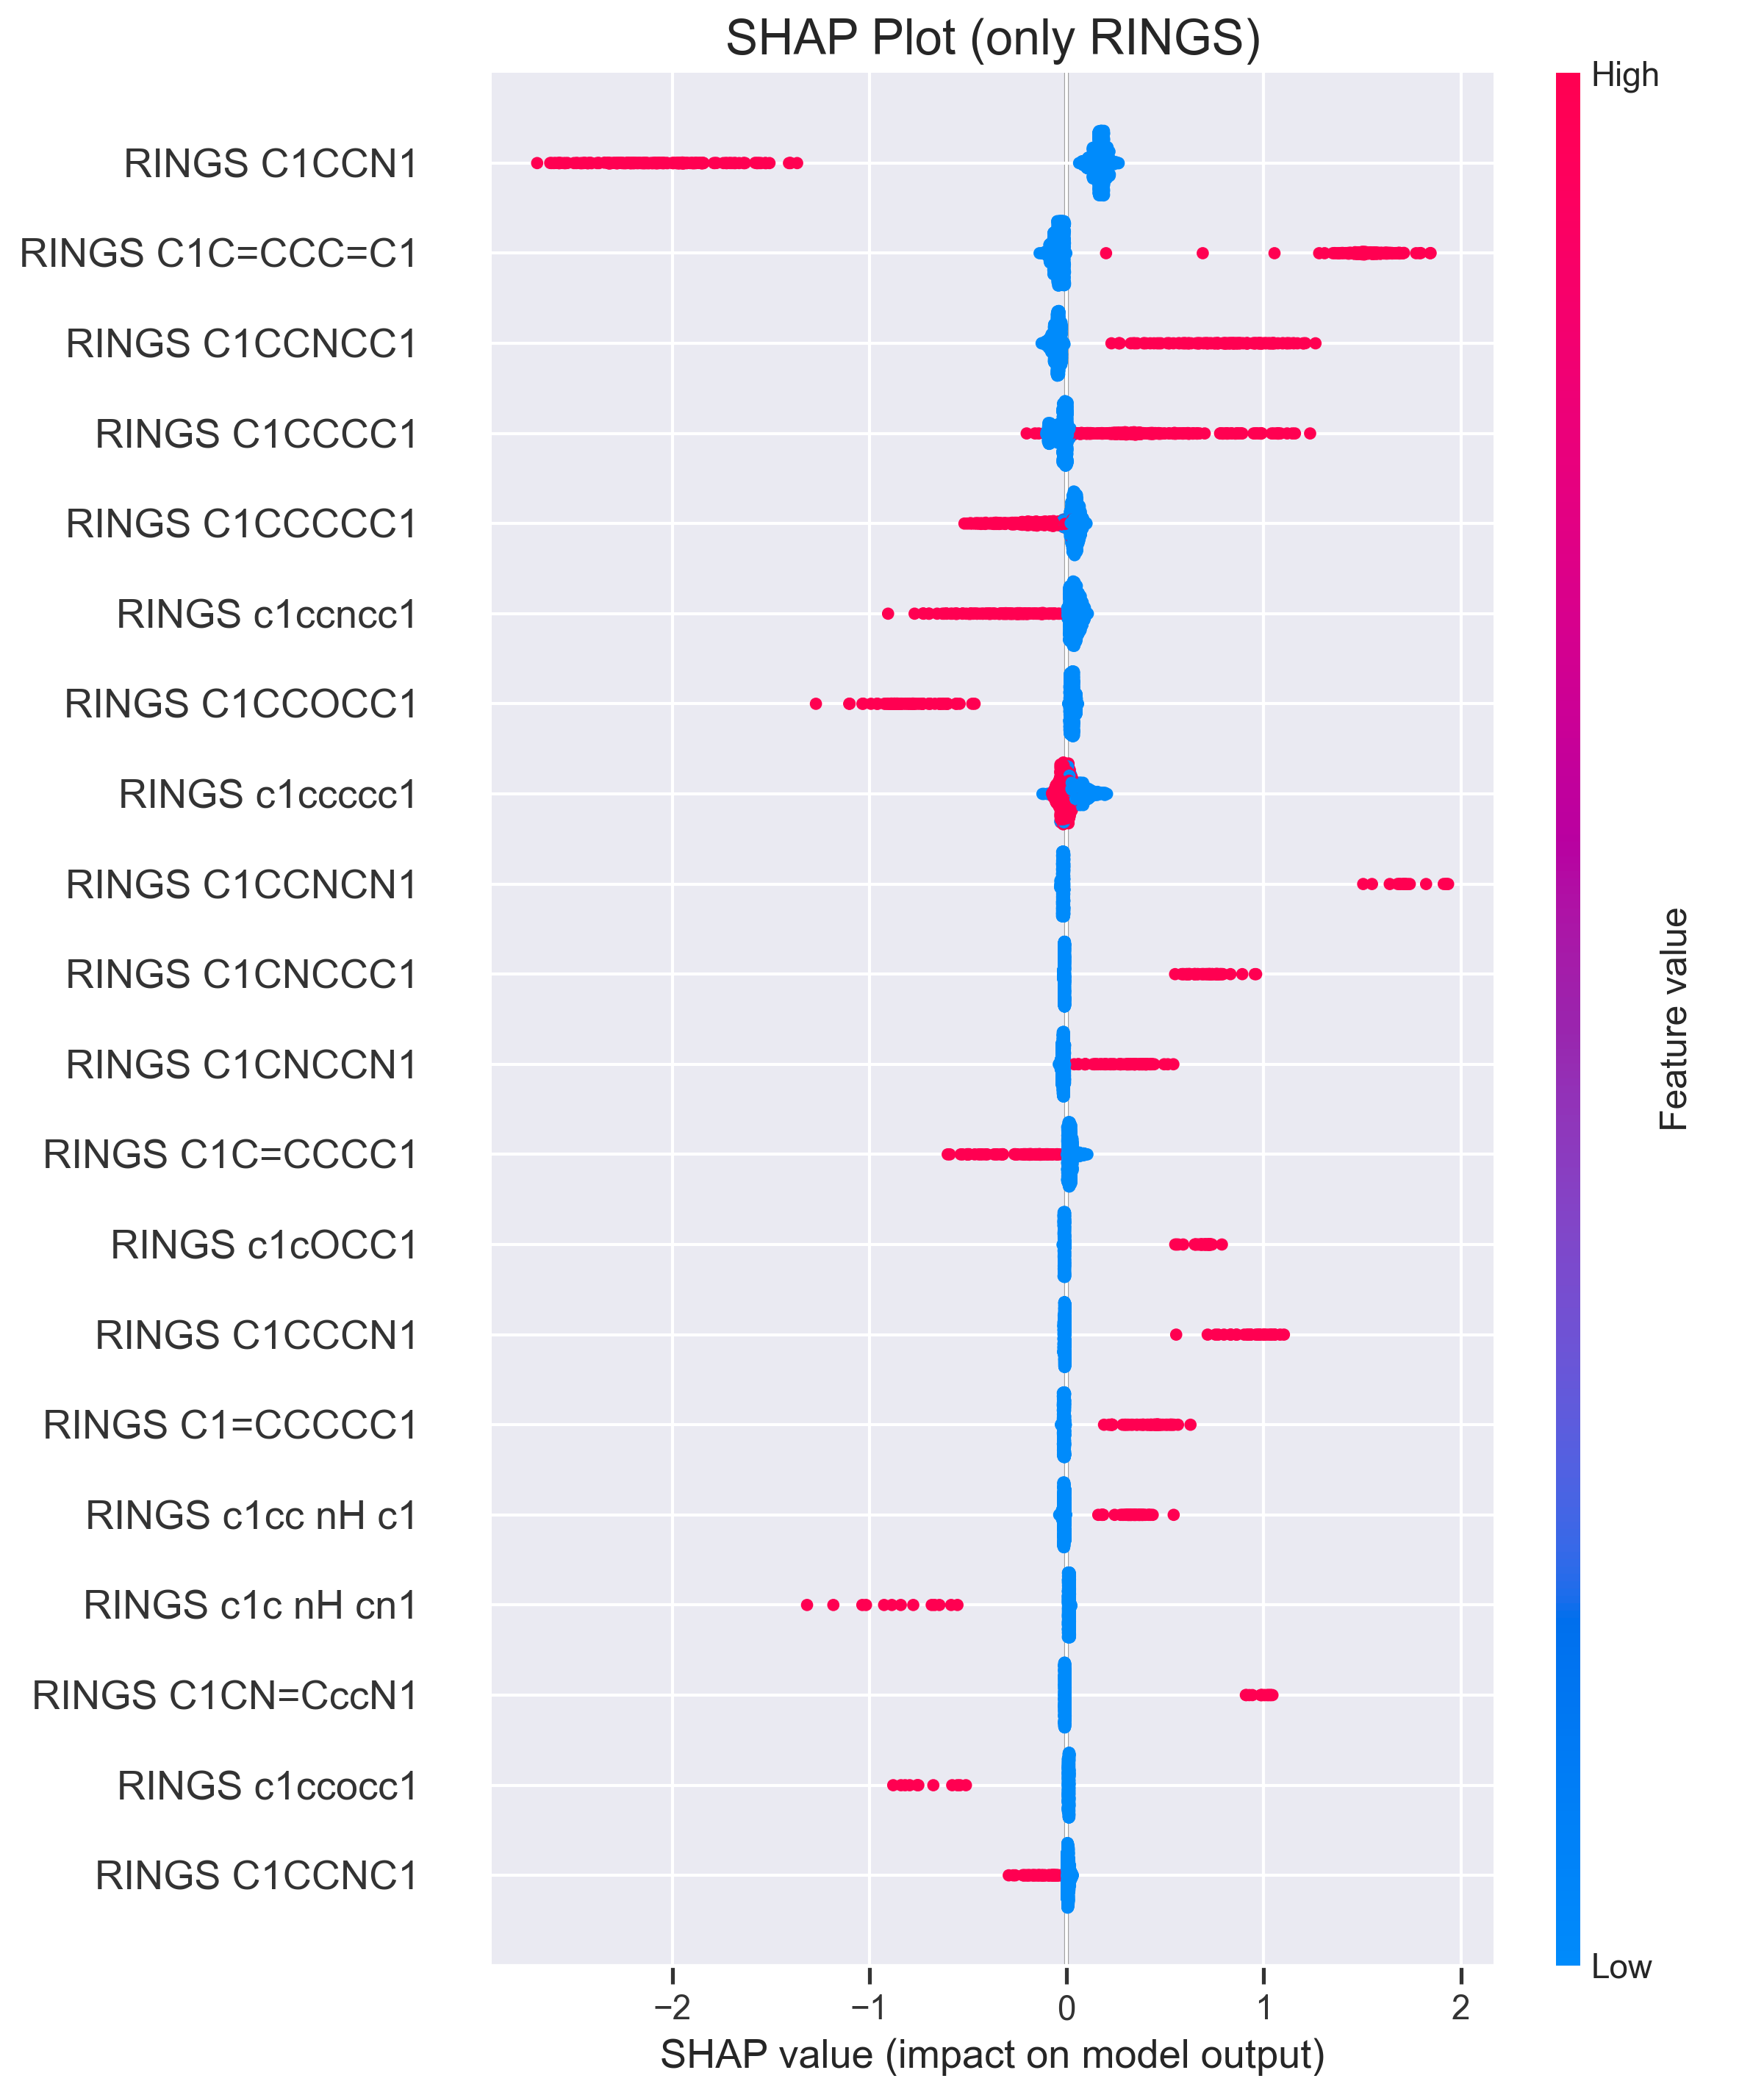 SHAP Plot (only RINGS)
High
RINGS C1CCN1
RINGS C1C=CCC=C1
RINGS C1CCNCC1
RINGS C1CCCC1
RINGS C1CCCCC1
RINGS c1ccncc1
RINGS C1CCOCC1
RINGS c1ccccc1
RINGS C1CCNCN1
RINGS C1CNCCC1
RINGS C1CNCCN1
RINGS C1C=CCCC1
RINGS c1cOCC1
RINGS C1CCCN1
RINGS C1=CCCCC1
RINGS c1cc nH c1
RINGS c1c nH cn1
RINGS C1CN=CccN1
RINGS c1ccocc1
RINGS C1CCNC1
Feature value
Low
−2 −1 0 1 2
SHAP value (impact on model output)